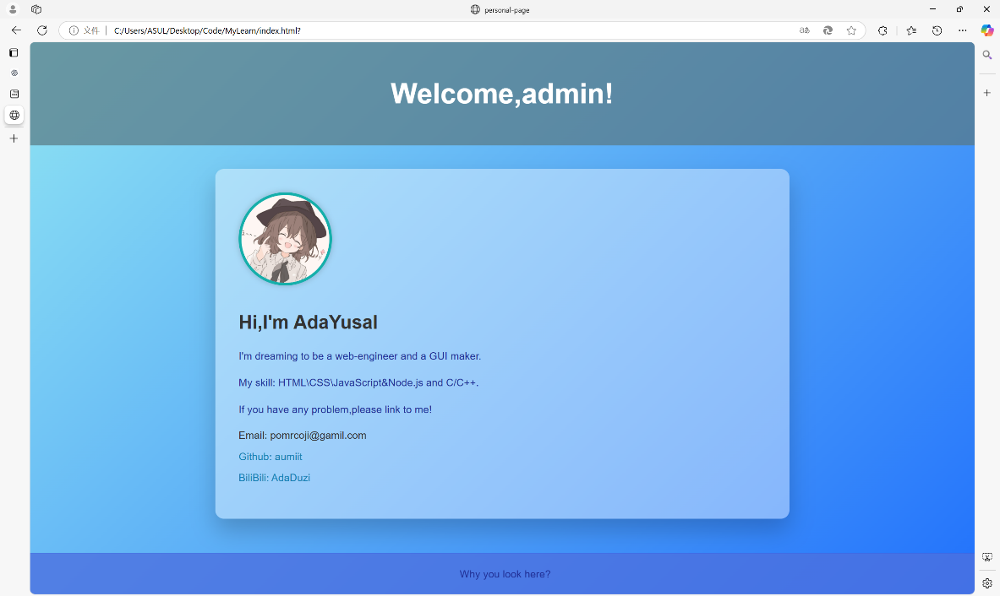 personal-page
文件
C:/Users/ASUL/Desktop/Code/MyLearn/index.html?
Welcome,admin!
Hi,I'm AdaYusal
I'm dreaming to be a web-engineer and a GUI maker.
My skill: HTML\CSS\JavaScript&Node.js and C/C++.
If you have any problem,please link to me!
Email: pomrcoji@gamil.com
Github: aumiit
BiliBili: AdaDuzi
Why you look here?